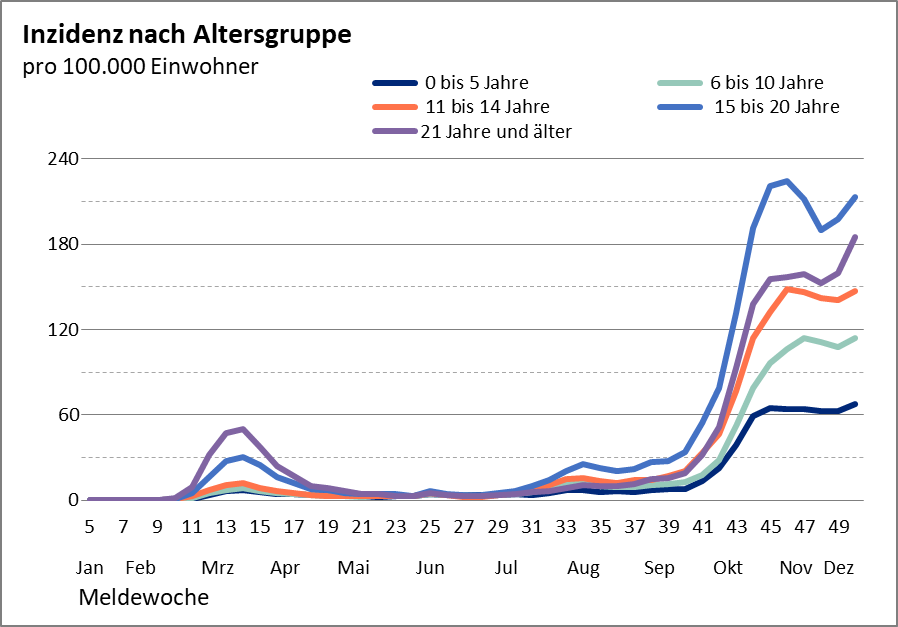 Inzidenz nach Altersgruppe
pro 100.000 Einwohner
0 bis 5 Jahre 6 bis 10 Jahre
11 bis 14 Jahre 15 bis 20 Jahre
21 Jahre und älter
240
180
120
60
0
5 7 9 11 13 15 17 19 21 23 25 27 29 31 33 35 37 39 41 43 45 47 49
Jan Feb Mrz Apr Mai Jun Jul Aug Sep Okt Nov Dez
Meldewoche